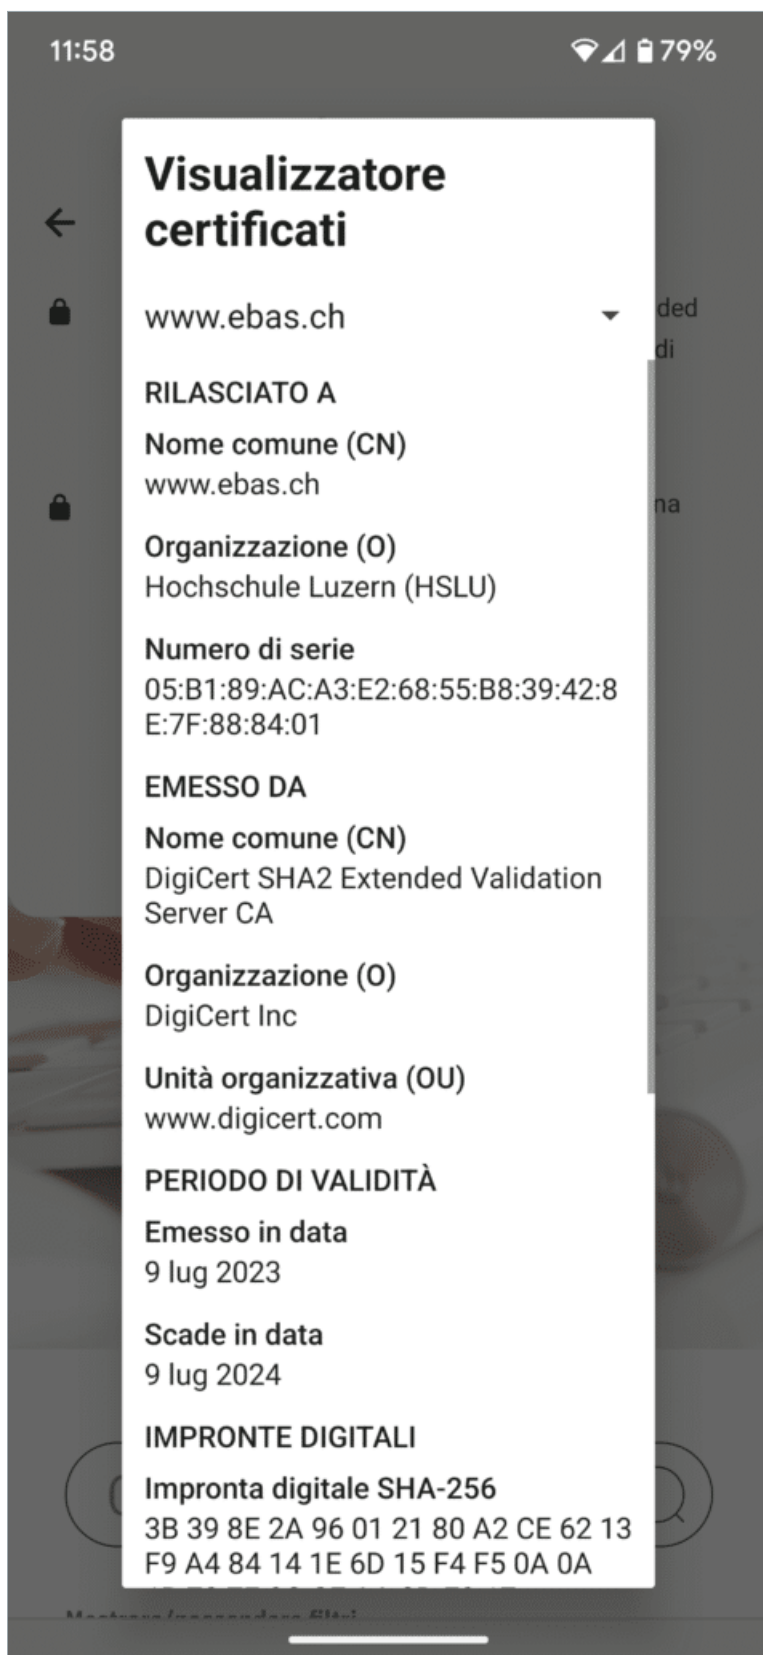 11:58
79%
Visualizzatore
certificati
www.ebas.ch
ded
di
RILASCIATO A
Nome comune (CN)
www.ebas.ch
na
Organizzazione (O)
Hochschule Luzern (HSLU)
Numero di serie
05:B1:89:AC:A3:E2:68:55:B8:39:42:8
E:7F:88:84:01
EMESSO DA
Nome comune (CN)
DigiCert SHA2 Extended Validation
Server CA
Organizzazione (O)
DigiCert Inc
Unità organizzativa (OU)
www.digicert.com
PERIODO DI VALIDITÀ
Emesso in data
9 lug 2023
Scade in data
9 lug 2024
IMPRONTE DIGITALI
Impronta digitale SHA-256
3B 39 8E 2A 96 01 21 80 A2 CE 62 13
F9 A4 84 14 1E 6D 15 F4 F5 0A 0A